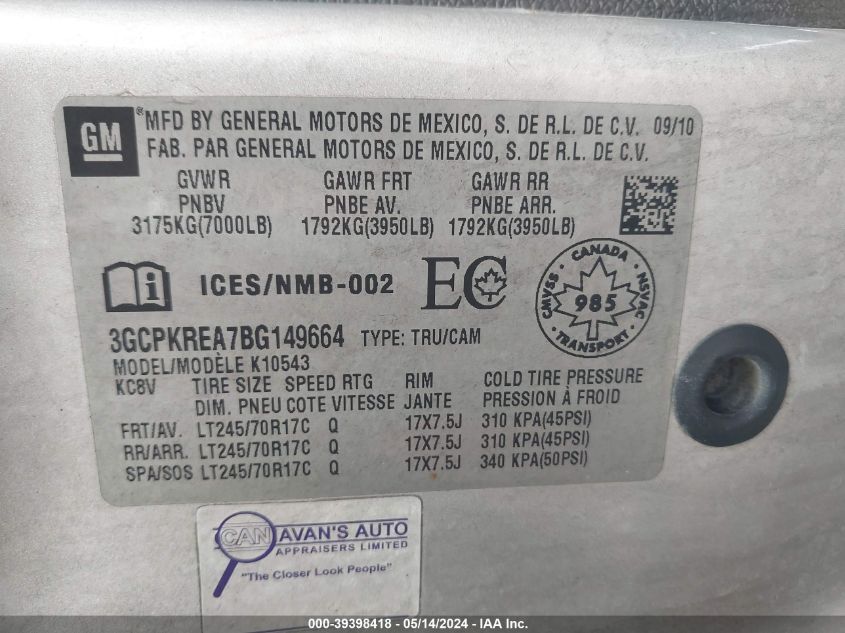 GM
®MFD BY GENERAL MOTORS DE MEXICO, S. DE R.L. DE C.V. 09/10
FAB. PAR GENERAL MOTORS DE MEXICO, S. DE R.L. DE C.V.
GVWR GAWR FRT GAWR RR
PNBV PNBE AV. PNBE ARR.
3175KG(7000LB) 1792KG(3950LB) 1792KG(3950LB)
i ICES/NMB-002 EC
CANADA
CMVSS 985 NSVAC
TRANSPORT
3GCPKREA7BG149664 TYPE: TRU/CAM
MODEL/MODÈLE K10543
KC8V TIRE SIZE SPEED RTG RIM COLD TIRE PRESSURE
DIM. PNEU COTE VITESSE JANTE PRESSION À FROID
FRT/AV. LT245/70R17C Q 17X7.5J 310 KPA(45PSI)
RR/ARR. LT245/70R17C Q 17X7.5J 310 KPA(45PSI)
SPA/SOS LT245/70R17C Q 17X7.5J 340 KPA(50PSI)
CANAVAN'S AUTO
APPRAISERS LIMITED
"The Closer Look People"
000-39398418 - 05/14/2024 - IAA Inc.